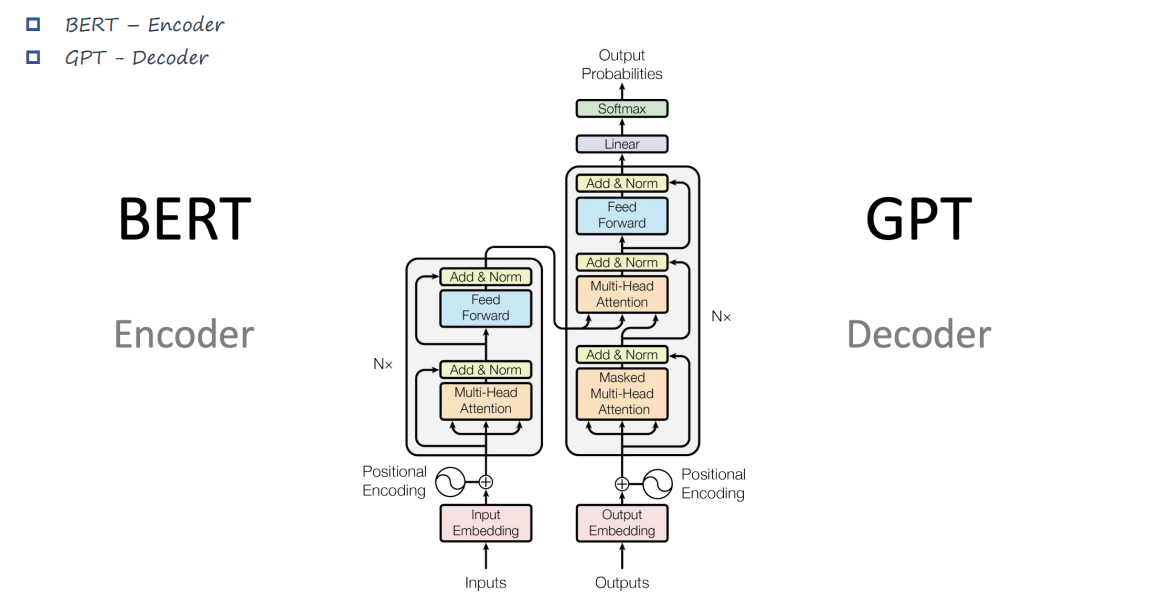 BERT – Encoder
GPT - Decoder
BERT
Encoder
GPT
Decoder
Output
Probabilities
Softmax
Linear
Add & Norm
Feed
Forward
Add & Norm
Multi-Head
Attention
Add & Norm
Masked
Multi-Head
Attention
Nx
Positional
Encoding
Output
Embedding
Outputs
Add & Norm
Feed
Forward
Add & Norm
Multi-Head
Attention
Nx
Positional
Encoding
Input
Embedding
Inputs